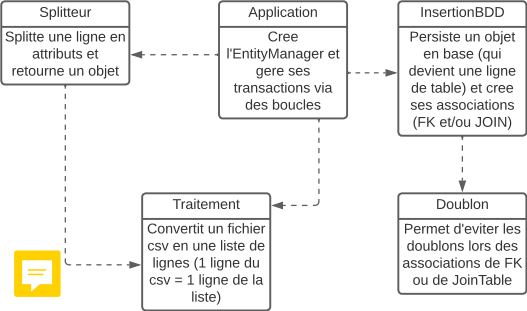 Splitteur
Splitte une ligne en
attributs et
retourne un objet
Application
Cree
l'EntityManager et
gere ses
transactions via
des boucles
InsertionBDD
Persiste un objet
en base (qui
devient une ligne
de table) et cree
ses associations
(FK et/ou JOIN)
Traitement
Convertit un fichier
csv en une liste de
lignes (1 ligne du
csv = 1 ligne de la
liste)
Doublon
Permet d'eviter les
doublons lors des
associations de FK
ou de JoinTable